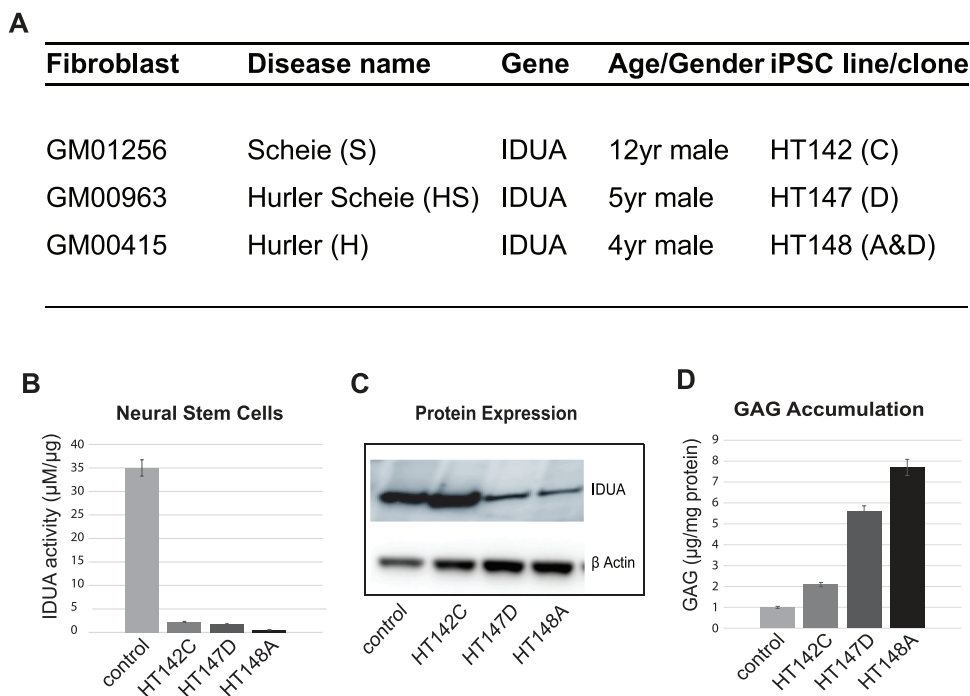 A
Fibroblast Disease name Gene Age/Gender iPSC line/clone
GM01256 Scheie (S) IDUA 12yr male HT142 (C)
GM00963 Hurler Scheie (HS) IDUA 5yr male HT147 (D)
GM00415 Hurler (H) IDUA 4yr male HT148 (A&D)
B
Neural Stem Cells
IDUA activity (µM/µg)
40
35
30
25
20
15
10
5
0
control HT142C HT147D HT148A
C
Protein Expression
IDUA
β Actin
control HT142C HT147D HT148A
D
GAG Accumulation
GAG (µg/mg protein)
9
8
7
6
5
4
3
2
1
0
control HT142C HT147D HT148A